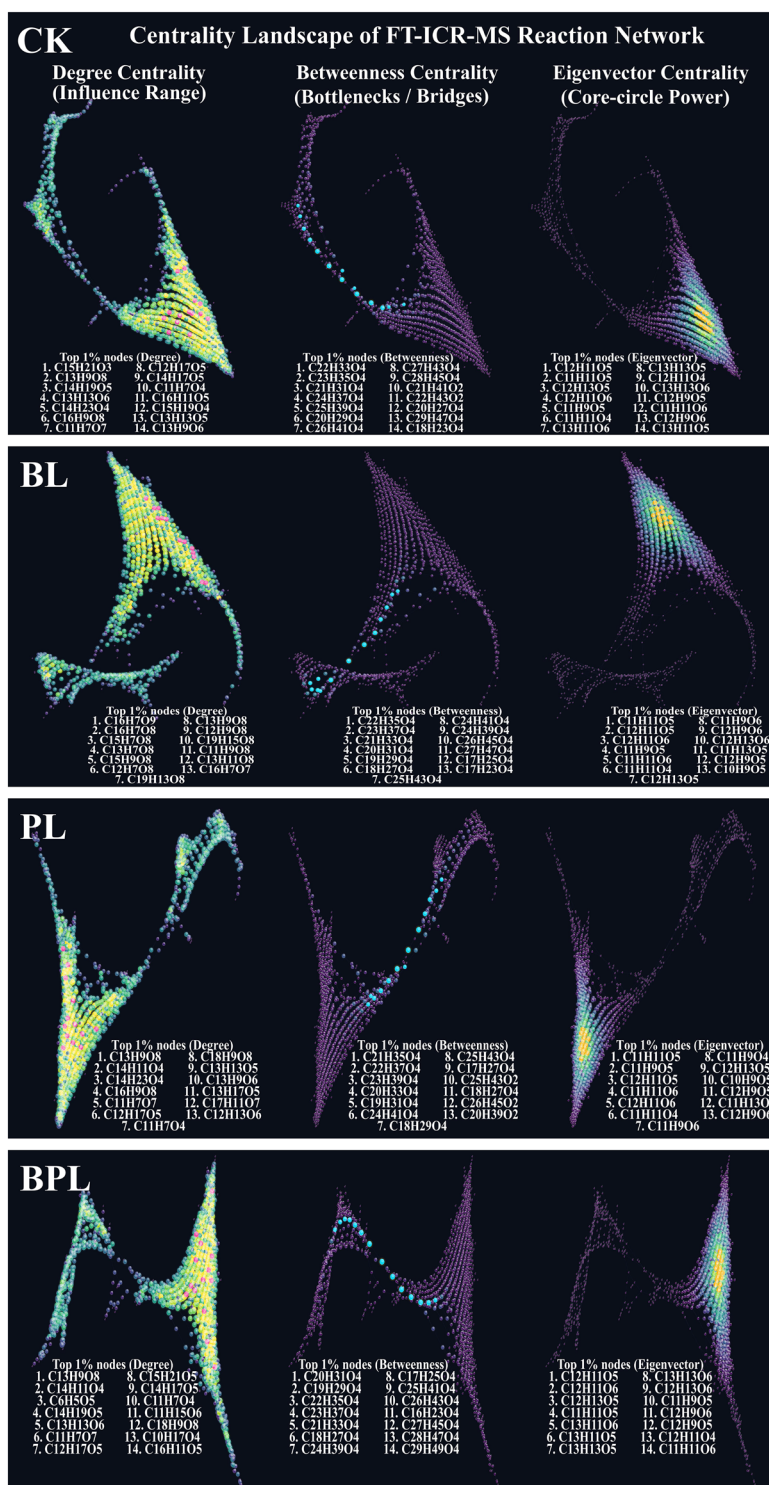 CK
Centrality Landscape of FT-ICR-MS Reaction Network
Degree Centrality
(Influence Range)
Betweenness Centrality
(Bottlenecks / Bridges)
Eigenvector Centrality
(Core-circle Power)
Top 1% nodes (Degree)
1. C15H21O3 8. C12H17O5
2. C13H9O8 9. C14H17O5
3. C14H19O5 10. C11H7O5
4. C13H13O6 11. C16H11O5
5. C14H23O4 12. C15H19O4
6. C16H9O8 13. C13H13O5
7. C11H7O7 14. C13H9O6
Top 1% nodes (Betweenness)
1. C22H33O4 8. C27H43O4
2. C23H35O4 9. C28H45O4
3. C21H31O4 10. C23H41O2
4. C24H37O4 11. C22H43O2
5. C25H39O4 12. C20H27O4
6. C20H29O4 13. C29H47O4
7. C26H41O4 14. C18H23O4
Top 1% nodes (Eigenvector)
1. C12H11O5 8. C13H13O5
2. C11H11O5 9. C12H11O4
3. C12H13O5 10. C13H13O6
4. C12H11O6 11. C12H9O5
5. C11H9O5 12. C11H11O6
6. C11H11O4 13. C12H9O6
7. C13H11O6 14. C13H11O5
BL
Top 1% nodes (Degree)
1. C16H7O9 8. C13H9O8
2. C16H7O8 9. C12H9O8
3. C15H7O8 10. C19H15O8
4. C13H7O8 11. C11H9O8
5. C15H9O8 12. C13H11O8
6. C12H7O8 13. C16H7O7
7. C19H13O8
Top 1% nodes (Betweenness)
1. C22H35O4 8. C24H41O4
2. C23H37O4 9. C24H39O4
3. C21H33O4 10. C26H45O4
4. C20H31O4 11. C27H47O4
5. C19H29O4 12. C17H25O4
6. C18H27O4 13. C17H23O4
7. C25H43O4
Top 1% nodes (Eigenvector)
1. C11H11O5 8. C11H9O6
2. C12H11O5 9. C12H9O6
3. C12H11O6 10. C12H13O6
4. C11H9O5 11. C11H13O5
5. C11H11O6 12. C12H9O5
6. C11H11O4 13. C10H9O5
7. C12H13O5
PL
Top 1% nodes (Degree)
1. C13H9O8 8. C18H9O8
2. C14H11O4 9. C13H13O5
3. C14H23O4 10. C13H9O6
4. C16H9O8 11. C13H17O5
5. C11H7O7 12. C17H11O7
6. C12H17O5 13. C12H13O6
7. C11H7O4
Top 1% nodes (Betweenness)
1. C21H35O4 8. C25H43O4
2. C22H37O4 9. C17H27O4
3. C23H39O4 10. C25H43O2
4. C20H33O4 11. C18H27O4
5. C19H31O4 12. C26H45O2
6. C24H41O4 13. C20H39O2
7. C18H29O4
Top 1% nodes (Eigenvector)
1. C11H11O5 8. C11H9O4
2. C11H9O5 9. C12H13O5
3. C12H11O5 10. C10H9O5
4. C11H11O6 11. C12H9O5
5. C12H11O6 12. C11H13O5
6. C11H11O4 13. C12H9O6
7. C11H9O6
BPL
Top 1% nodes (Degree)
1. C13H9O8 8. C15H21O5
2. C14H11O4 9. C14H17O5
3. C6H5O5 10. C11H7O4
4. C14H19O5 11. C11H15O6
5. C13H13O6 12. C18H9O8
6. C11H7O7 13. C10H17O4
7. C12H17O5 14. C16H11O5
Top 1% nodes (Betweenness)
1. C20H31O4 8. C17H25O4
2. C19H29O4 9. C25H41O4
3. C22H35O4 10. C26H43O4
4. C23H37O4 11. C16H23O4
5. C21H33O4 12. C27H45O4
6. C18H27O4 13. C28H47O4
7. C24H39O4 14. C29H49O4
Top 1% nodes (Eigenvector)
1. C12H11O5 8. C13H13O6
2. C12H11O6 9. C12H13O6
3. C12H13O5 10. C11H9O5
4. C11H11O5 11. C12H9O6
5. C13H11O6 12. C12H9O5
6. C13H11O5 13. C12H11O4
7. C13H13O5 14. C11H11O6